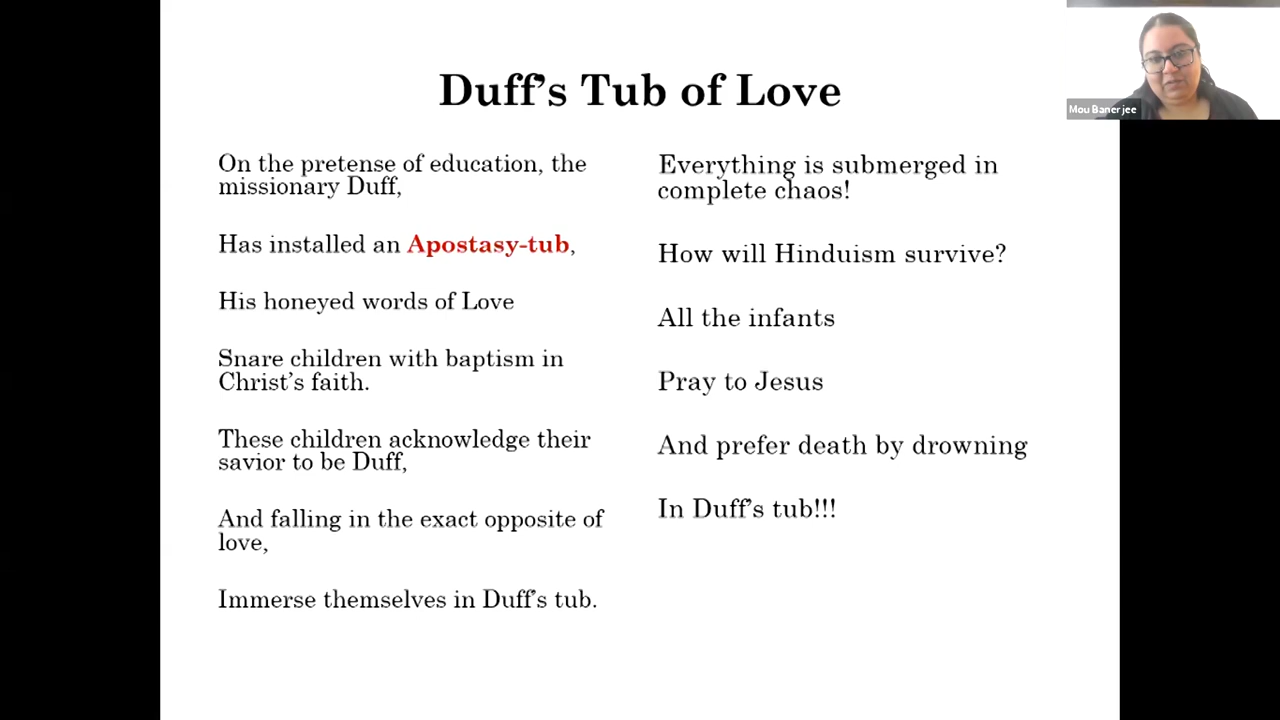 Duff's Tub of Love
On the pretense of education, the
missionary Duff,
Has installed an Apostasy-tub,
His honeyed words of Love
Snare children with baptism in
Christ's faith.
These children acknowledge their
savior to be Duff,
And falling in the exact opposite of
love,
Immerse themselves in Duff's tub.
Everything is submerged in
complete chaos!
How will Hinduism survive?
All the infants
Pray to Jesus
And prefer death by drowning
In Duff's tub!!!
Mou Banerjee